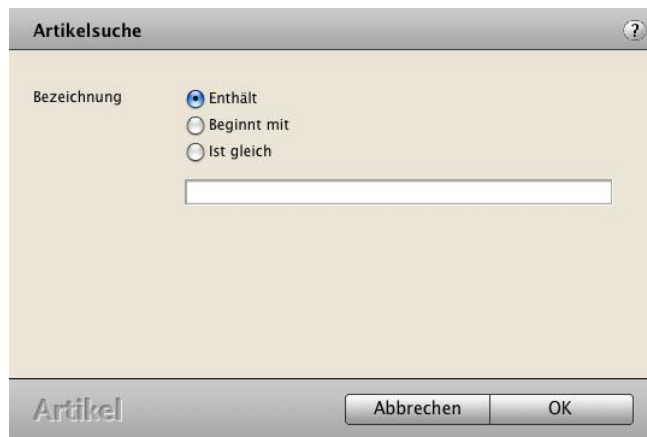 Artikelsuche ?
Bezeichnung Enthält
Beginnt mit
Ist gleich
Artikel Abbrechen OK